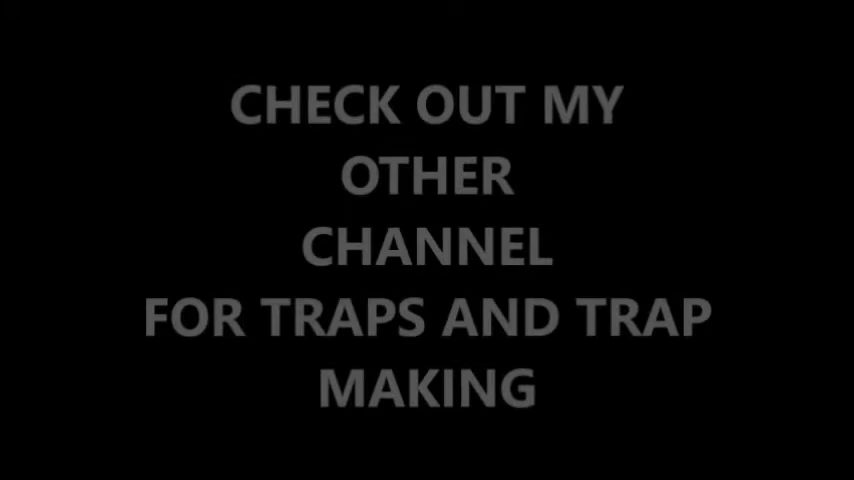 CHECK OUT MY
OTHER
CHANNEL
FOR TRAPS AND TRAP
MAKING